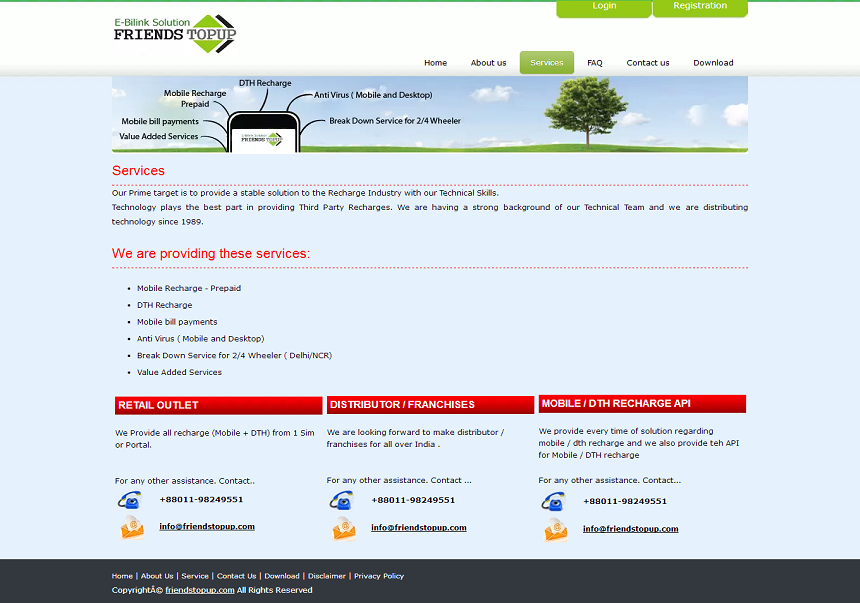 Login
Registration
E-Bilink Solution
FRIENDS TOPUP
Home
About us
Services
FAQ
Contact us
Download
DTH Recharge
Mobile Recharge
Prepaid
Anti Virus ( Mobile and Desktop)
Mobile bill payments
Break Down Service for 2/4 Wheeler
Value Added Services
FRIENDS TOPUP
Services
Our Prime target is to provide a stable solution to the Recharge Industry with our Technical Skills.
Technology plays the best part in providing Third Party Recharges. We are having a strong background of our Technical Team and we are distributing
technology since 1989.
We are providing these services:
Mobile Recharge - Prepaid
DTH Recharge
Mobile bill payments
Anti Virus ( Mobile and Desktop)
Break Down Service for 2/4 Wheeler ( Delhi/NCR)
Value Added Services
RETAIL OUTLET
We Provide all recharge (Mobile + DTH) from 1 Sim
or Portal.
For any other assistance. Contact..
+88011-98249551
info@friendstopup.com
DISTRIBUTOR / FRANCHISES
We are looking forward to make distributor /
franchises for all over India .
For any other assistance. Contact ...
+88011-98249551
info@friendstopup.com
MOBILE / DTH RECHARGE API
We provide every time of solution regarding
mobile / dth recharge and we also provide teh API
for Mobile / DTH recharge
For any other assistance. Contact...
+88011-98249551
info@friendstopup.com
Home | About Us | Service | Contact Us | Download | Disclaimer | Privacy Policy
CopyrightÂ© friendstopup.com All Rights Reserved